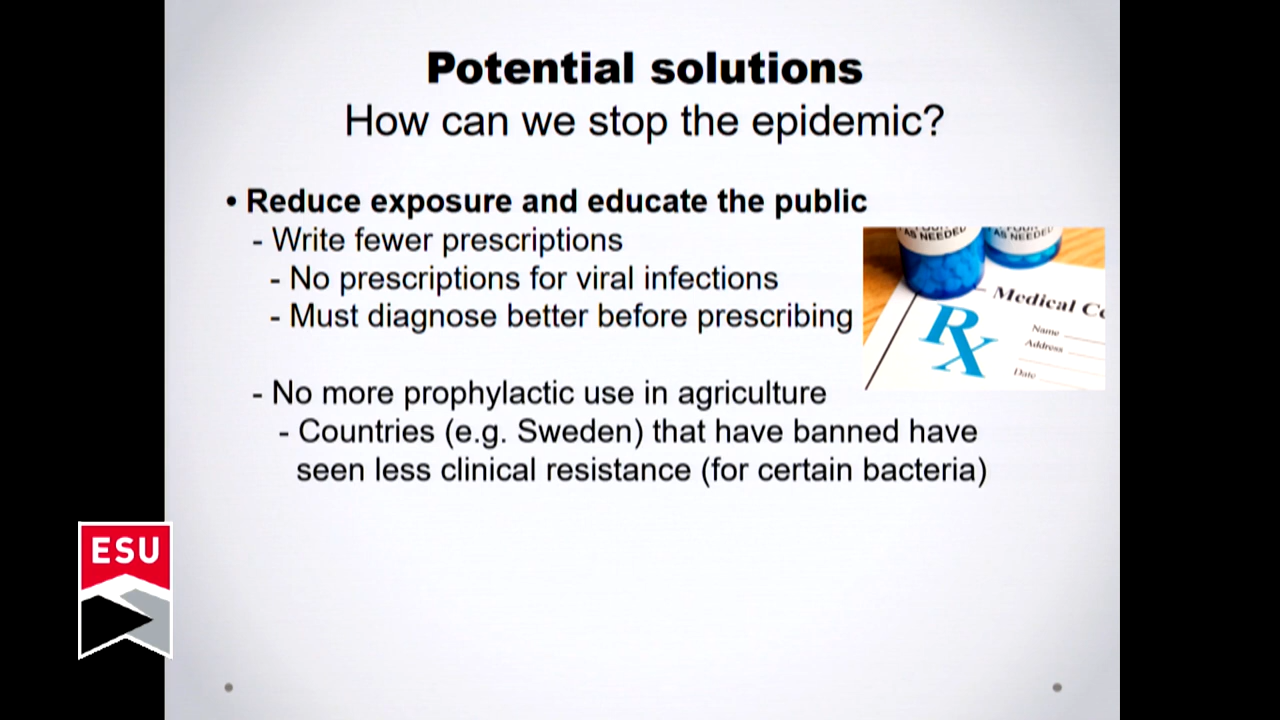 Potential solutions
How can we stop the epidemic?
• Reduce exposure and educate the public
- Write fewer prescriptions
- No prescriptions for viral infections
- Must diagnose better before prescribing
AS NEEDED
AS NEEDED
Medical
Rx
Name
Address
Date
- No more prophylactic use in agriculture
- Countries (e.g. Sweden) that have banned have
seen less clinical resistance (for certain bacteria)
ESU